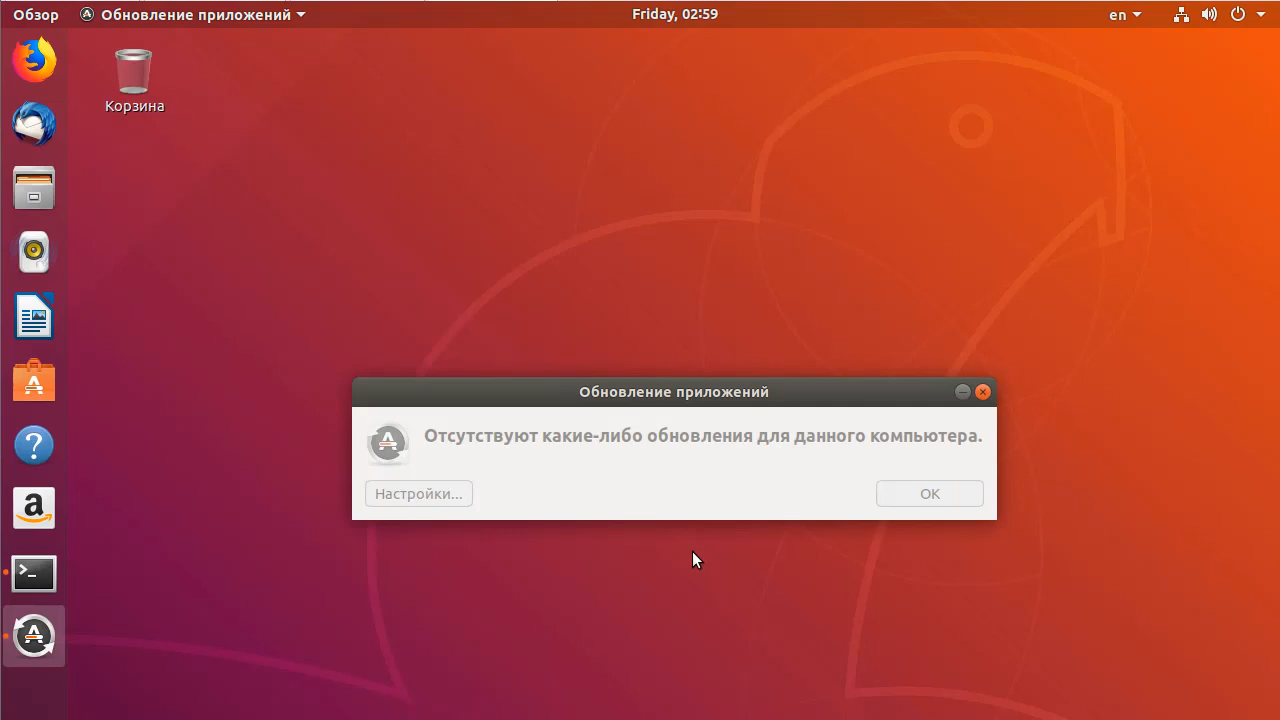 Обзор
Обновление приложений
Friday, 02:59
en
Корзина
Обновление приложений
Отсутствуют какие-либо обновления для данного компьютера.
Настройки...
OK